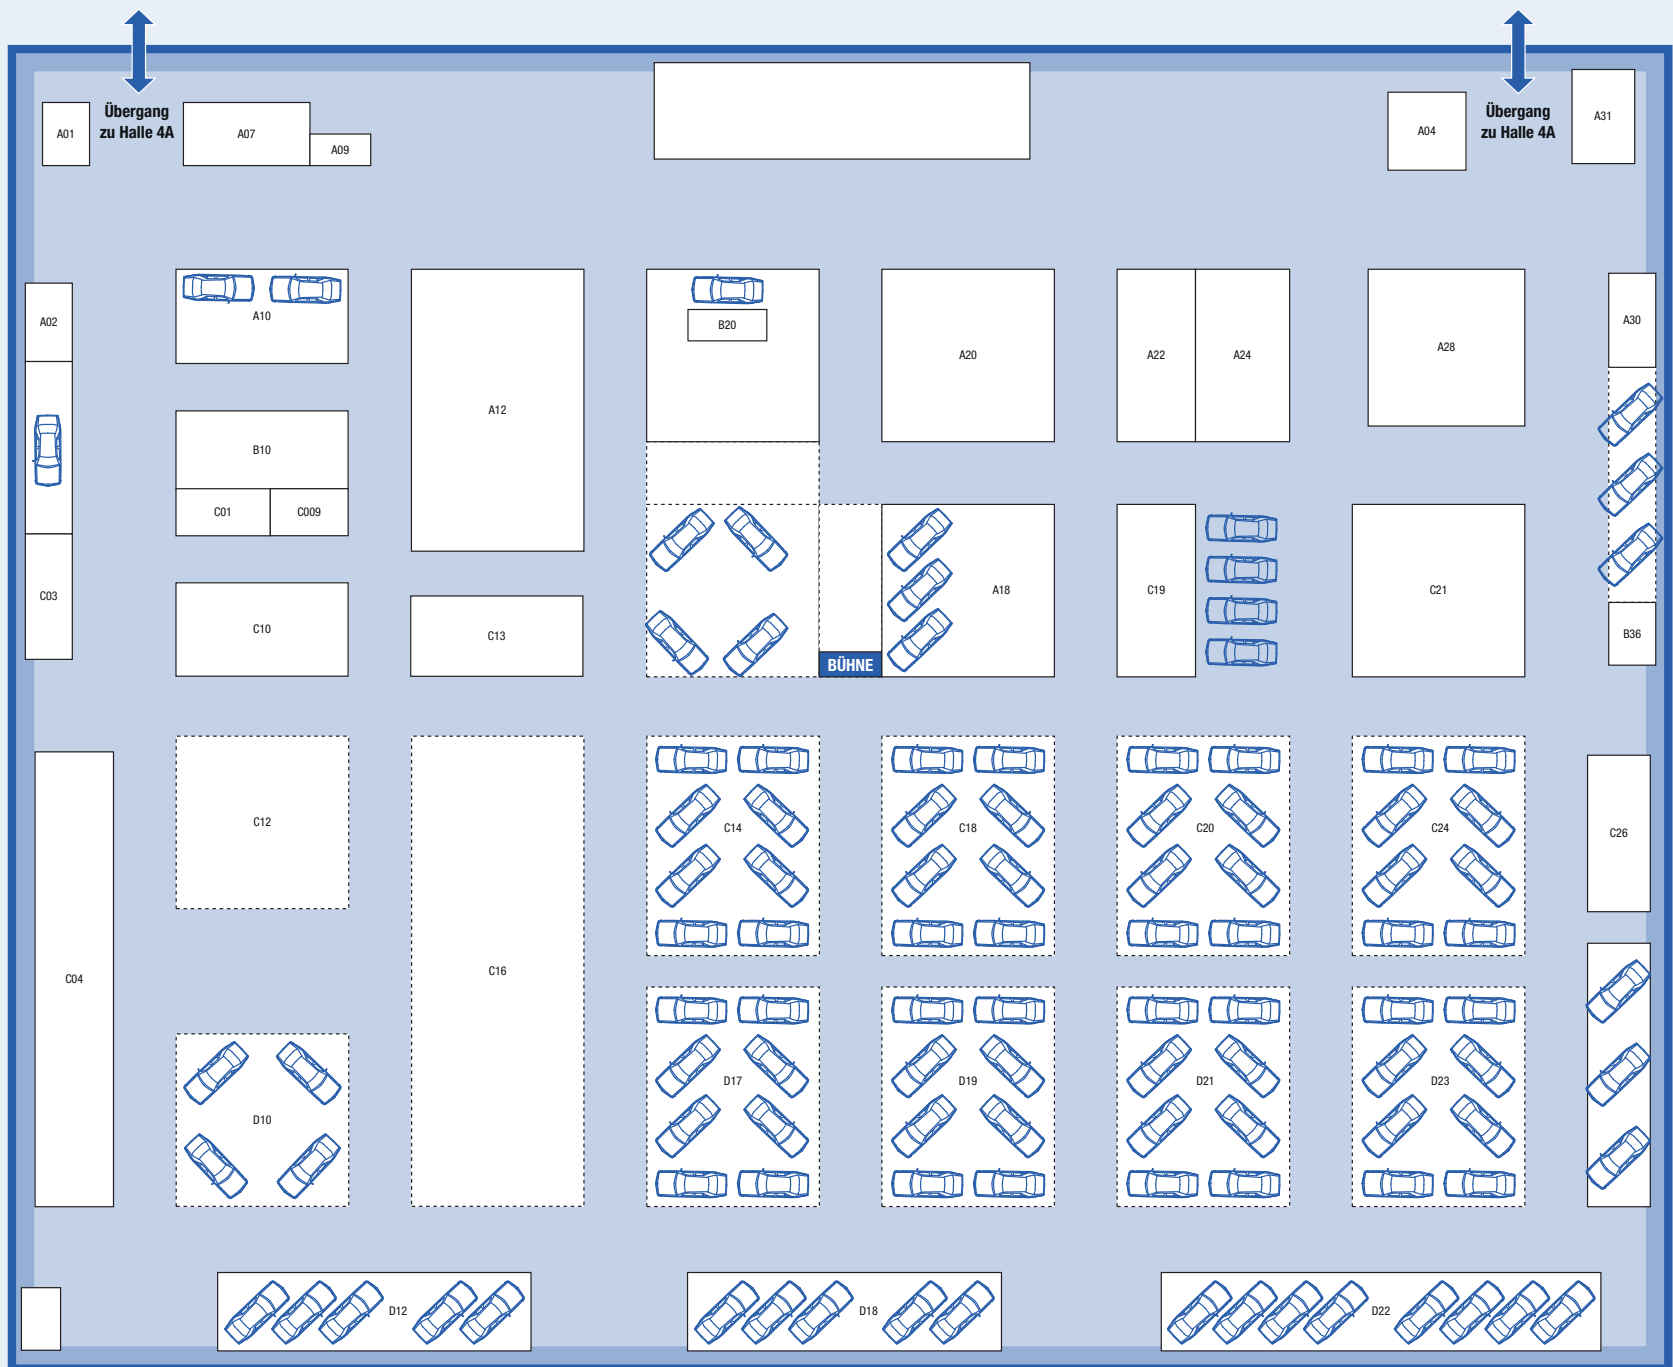 Übergang
zu Halle 4A
Übergang
zu Halle 4A
A01
A07
A09
A04
A31
A02
A10
B20
A12
A20
A22
A24
A28
A30
B10
C01
C009
C03
C10
C13
A18
C19
C21
B36
BÜHNE
C12
C14
C18
C20
C24
C26
C04
C16
D10
D17
D19
D21
D23
D12
D18
D22